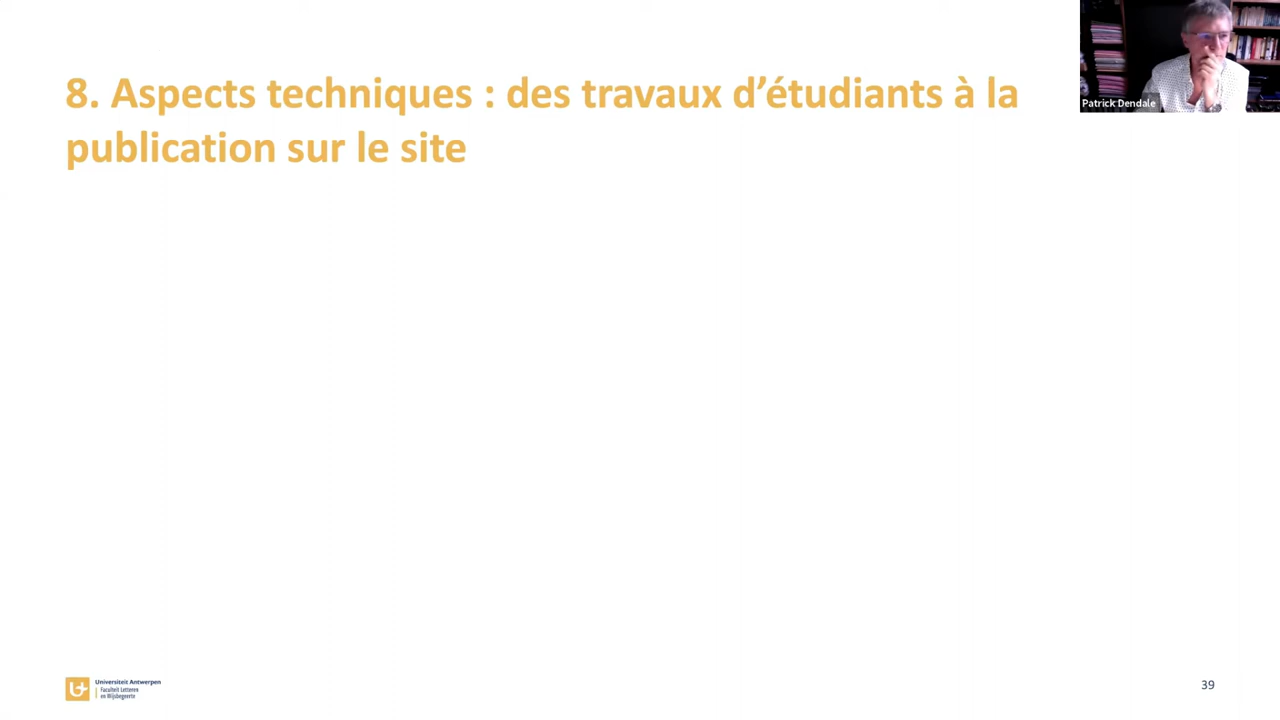 8. Aspects techniques : des travaux d’étudiants à la
publication sur le site
Patrick Dendale
Universiteit Antwerpen
Faculteit Letteren
en Wijsbegeerte
39